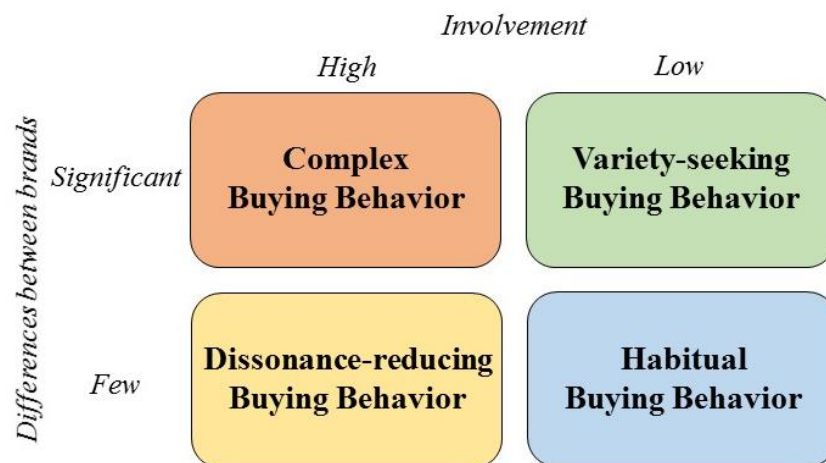 Involvement
High
Low
Differences between brands
Significant
Complex
Buying Behavior
Variety-seeking
Buying Behavior
Few
Dissonance-reducing
Buying Behavior
Habitual
Buying Behavior